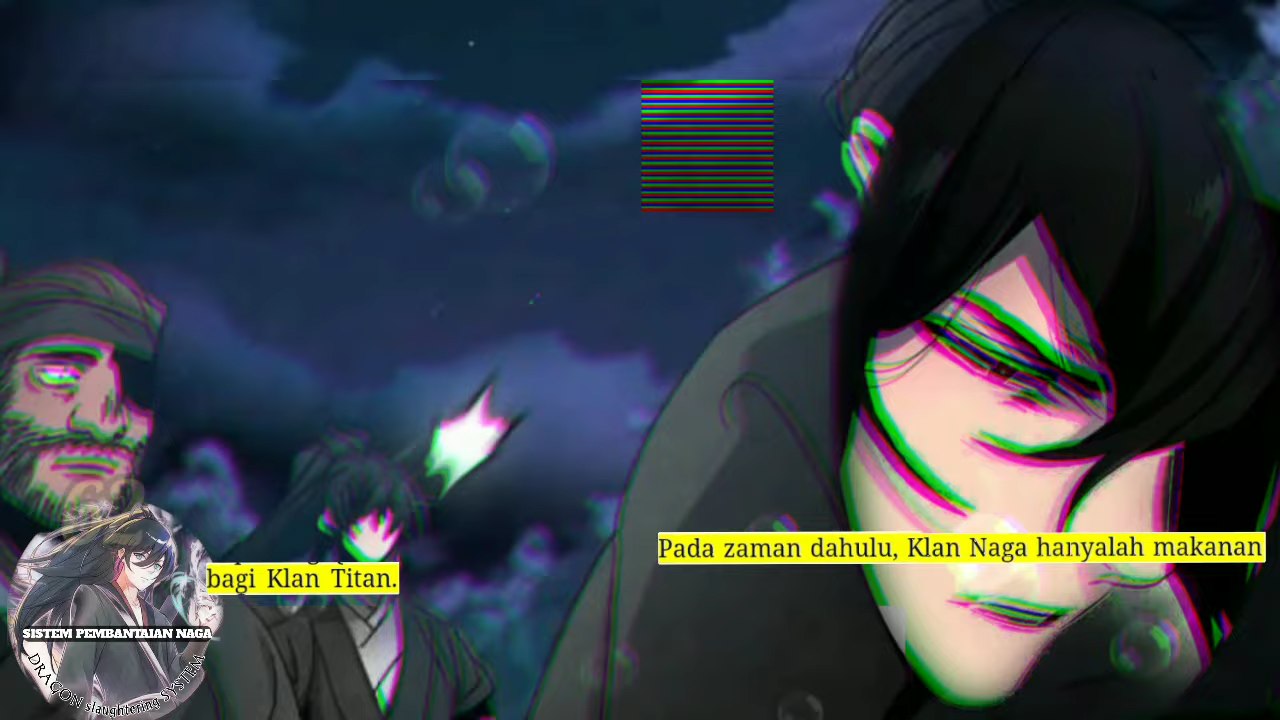 Pada zaman dahulu, Klan Naga hanyalah makanan
bagi Klan Titan.
SISTEM PEMBANTAIAN NAGA
DRAGON slaughtering SYSTEM